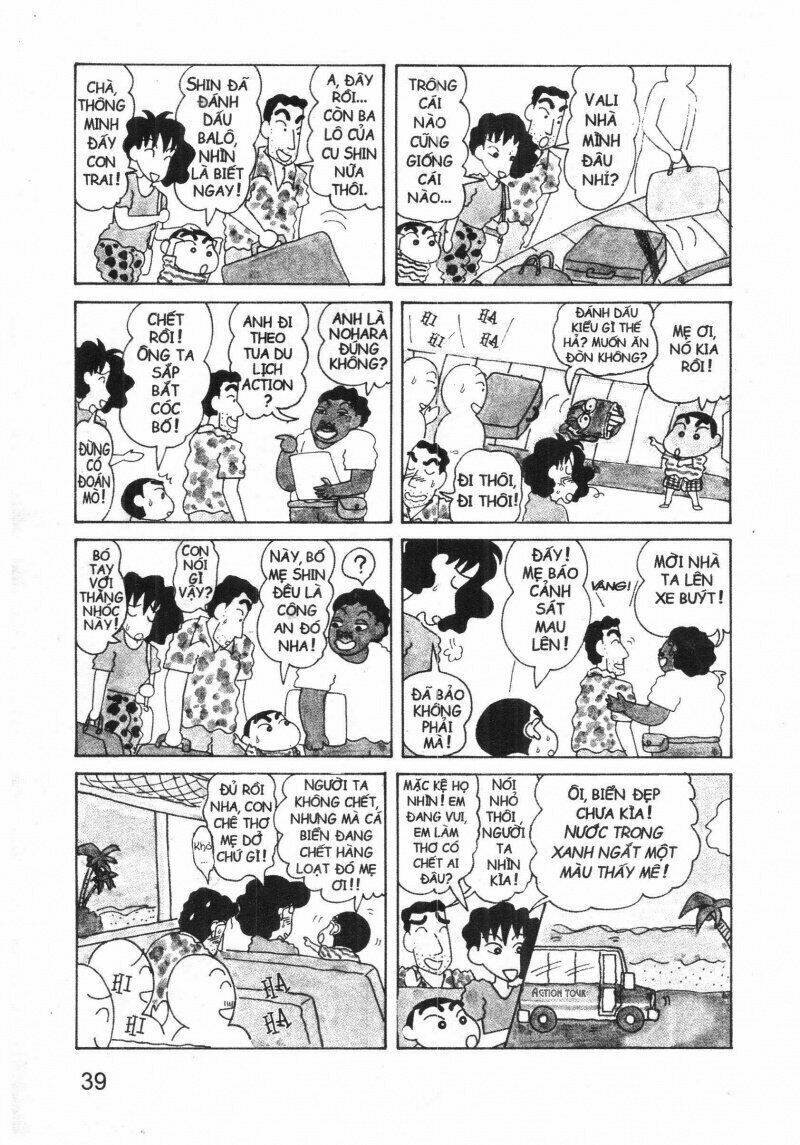 VALI
NHÀ
MÌNH
ĐÂU
NHỈ?
TRÔNG
CÁI
NÀO
CŨNG
GIỐNG
CÁI
NÀO...
A, ĐÂY
RỒI...
CÒN BA
LÔ CỦA
CU SHIN
NỮA
THÔI.
SHIN ĐÃ
ĐÁNH
DẤU
BALÔ,
NHÌN
LÀ BIẾT
NGAY!
CHÀ,
THÔNG
MINH
ĐẤY
CON
TRAI!
MẸ ƠI,
NÓ KIA
RỒI!
ĐÁNH DẤU
KIỂU GÌ THẾ
HẢ? MUỐN ĂN
ĐÒN KHÔNG?
HA
HA
HI
HI
ĐI THÔI,
ĐI THÔI!
ANH LÀ
NOHARA
ĐÚNG
KHÔNG?
ANH ĐI
THEO
TUA DU
LỊCH
ACTION
?
CHẾT
RỒI!
ÔNG TA
SẮP
BẮT
CÓC
BỐ!
ĐỪNG
CÓ
ĐOÁN
MÒ!
MỜI NHÀ
TA LÊN
XE BUÝT!
VÂNG!
ĐẤY!
MẸ BÁO
CẢNH
SÁT
MAU
LÊN!
ĐÃ BẢO
KHÔNG
PHẢI
MÀ!
?
NÀY, BỐ
MẸ SHIN
ĐỀU LÀ
CÔNG
AN ĐÓ
NHA!
CON
NÓI
GÌ
VẬY?
BÓ
TAY
VỚI
THẰNG
NHÓC
NÀY!
ÔI, BIỂN ĐẸP
CHƯA KÌA!
NƯỚC TRONG
XANH NGẮT MỘT
MÀU THẤY MÊ!
NÓI
NHỎ
THÔI,
NGƯỜI
TA
NHÌN
KÌA!
MẶC KỆ HỌ
NHÌN! EM
ĐANG VUI,
EM LÀM
THƠ CÓ
CHẾT AI
ĐÂU?
ACTION TOUR
NGƯỜI TA
KHÔNG CHẾT,
NHƯNG MÀ CÁ
BIỂN ĐANG
CHẾT HÀNG
LOẠT ĐÓ MẸ
ƠI!!
ĐỦ RỒI
NHA, CON
CHÊ THƠ
MẸ DỞ
CHỨ GÌ!
HA
HA
HI
HI
39